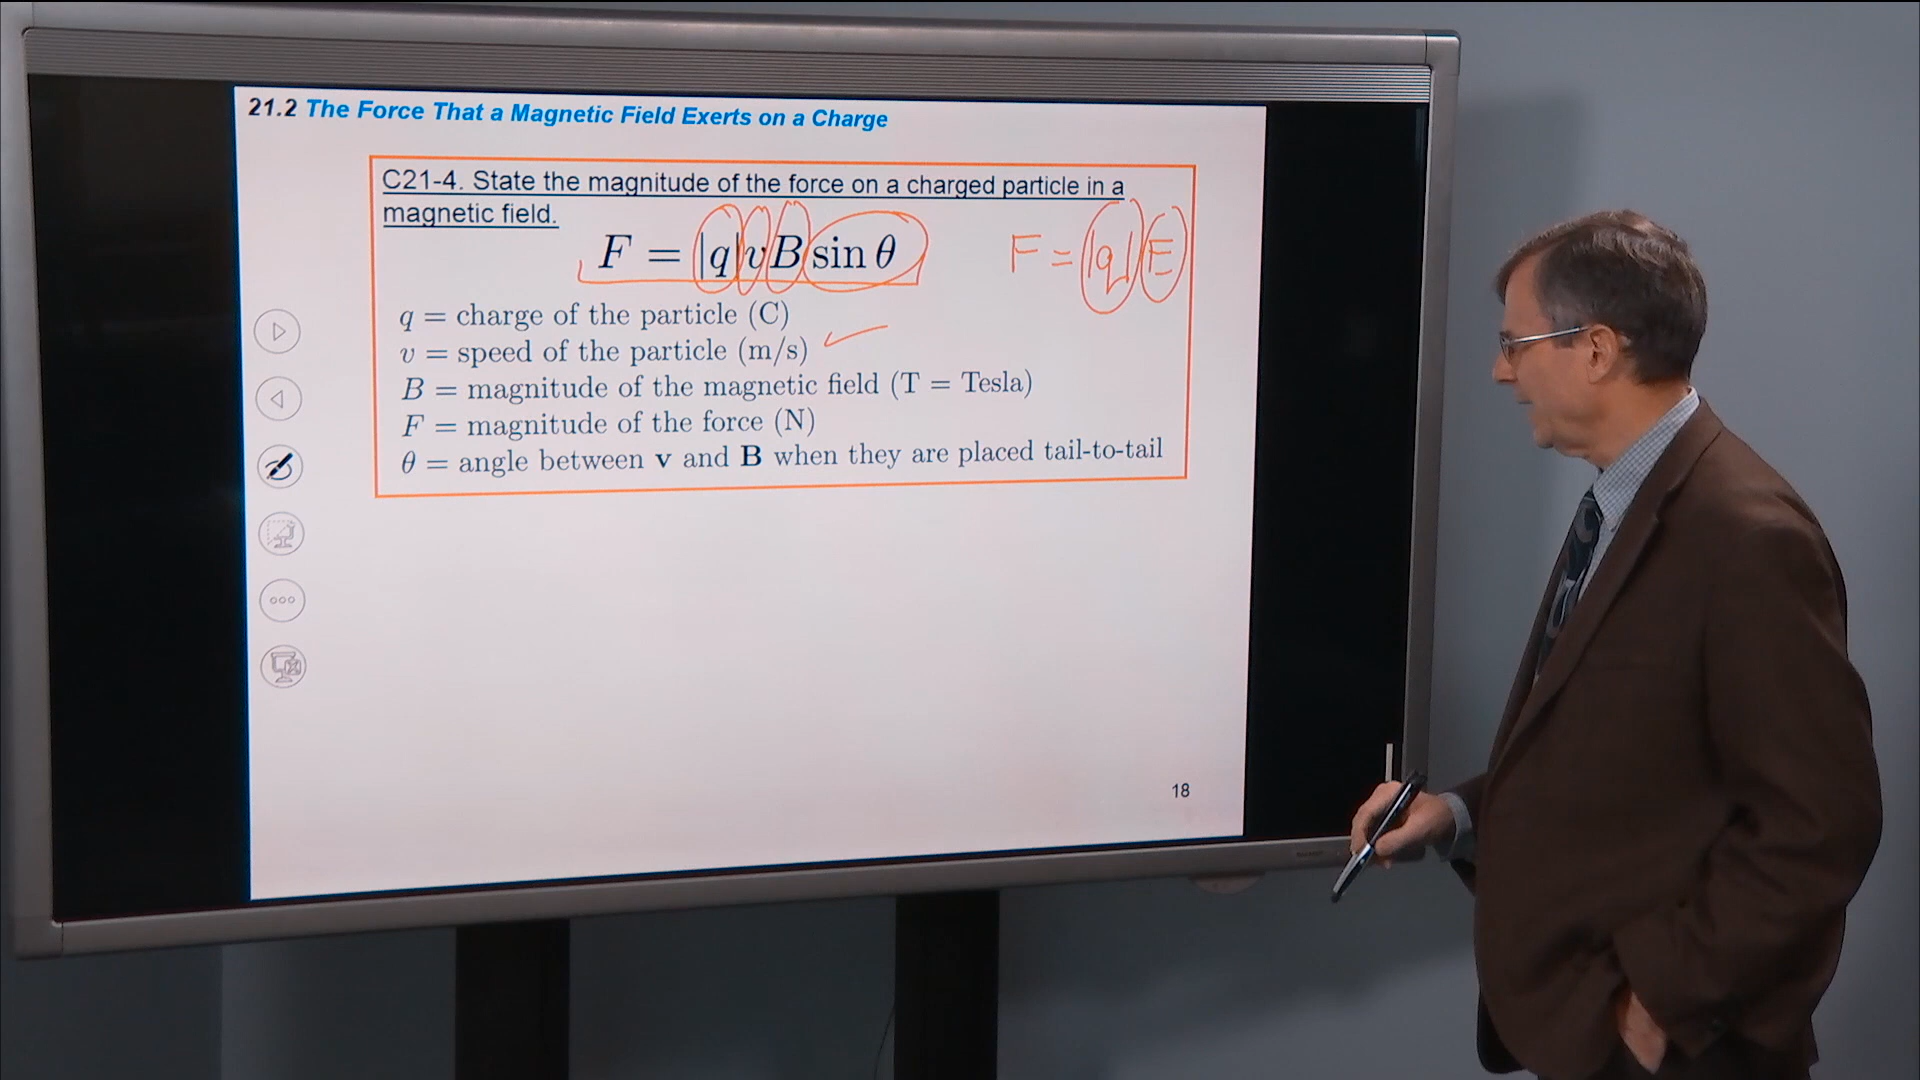 21.2 The Force That a Magnetic Field Exerts on a Charge
C21-4. State the magnitude of the force on a charged particle in a
magnetic field.
F = |q|vB sin θ
F = |q|E
q = charge of the particle (C)
v = speed of the particle (m/s)
B = magnitude of the magnetic field (T = Tesla)
F = magnitude of the force (N)
θ = angle between v and B when they are placed tail-to-tail
18